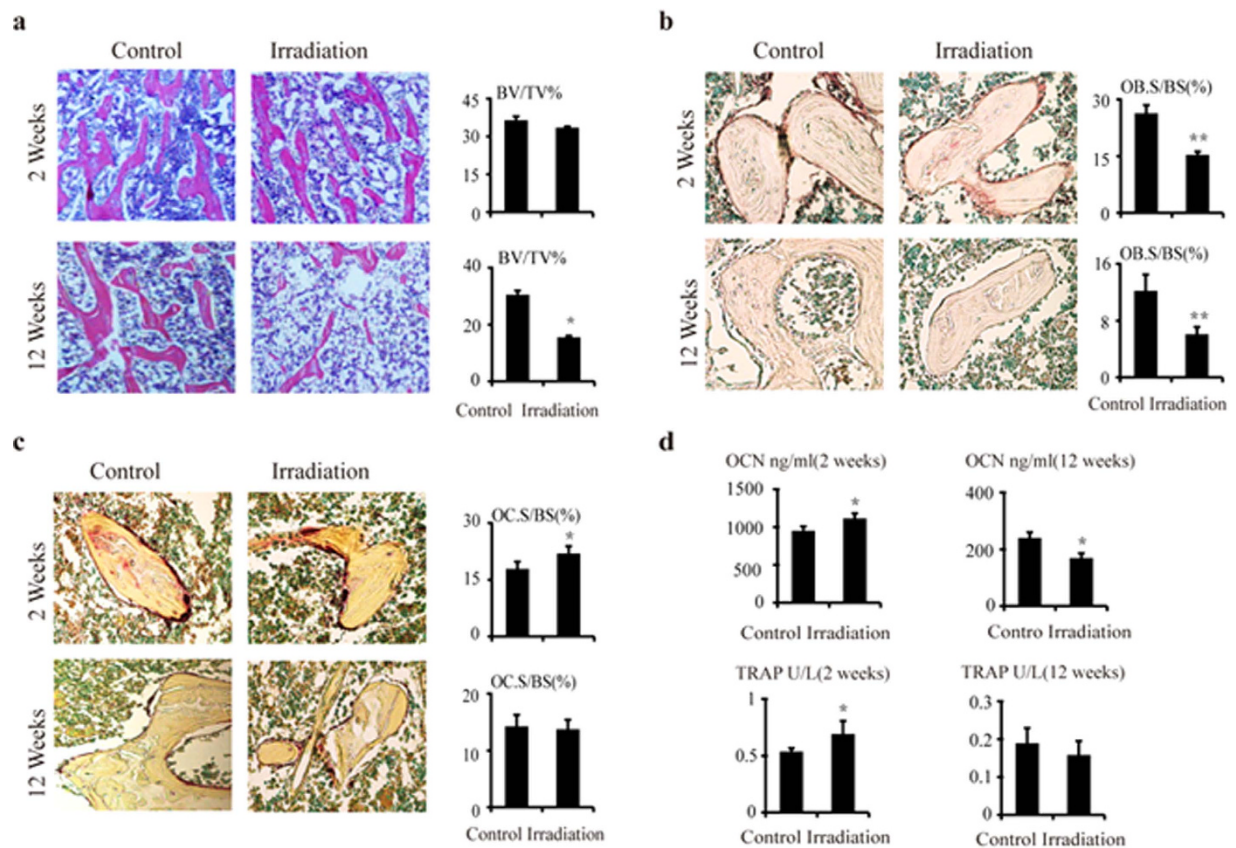 a
Control Irradiation
2 Weeks
BV/TV%
45
30
15
0
12 Weeks
BV/TV%
40
20
*
0
Control Irradiation
b
Control Irradiation
2 Weeks
OB.S/BS(%)
30
**
15
0
12 Weeks
OB.S/BS(%)
16
8
**
0
Control Irradiation
c
Control Irradiation
2 Weeks
OC.S/BS(%)
30
*
15
0
12 Weeks
OC.S/BS(%)
20
10
0
Control Irradiation
d
OCN ng/ml(2 weeks)
1500
*
1000
500
0
Control Irradiation
OCN ng/ml(12 weeks)
400
200
*
0
Contro Irradiation
TRAP U/L(2 weeks)
1
*
0.5
0
Control Irradiation
TRAP U/L(12 weeks)
0.3
0.2
0.1
0
Control Irradiation